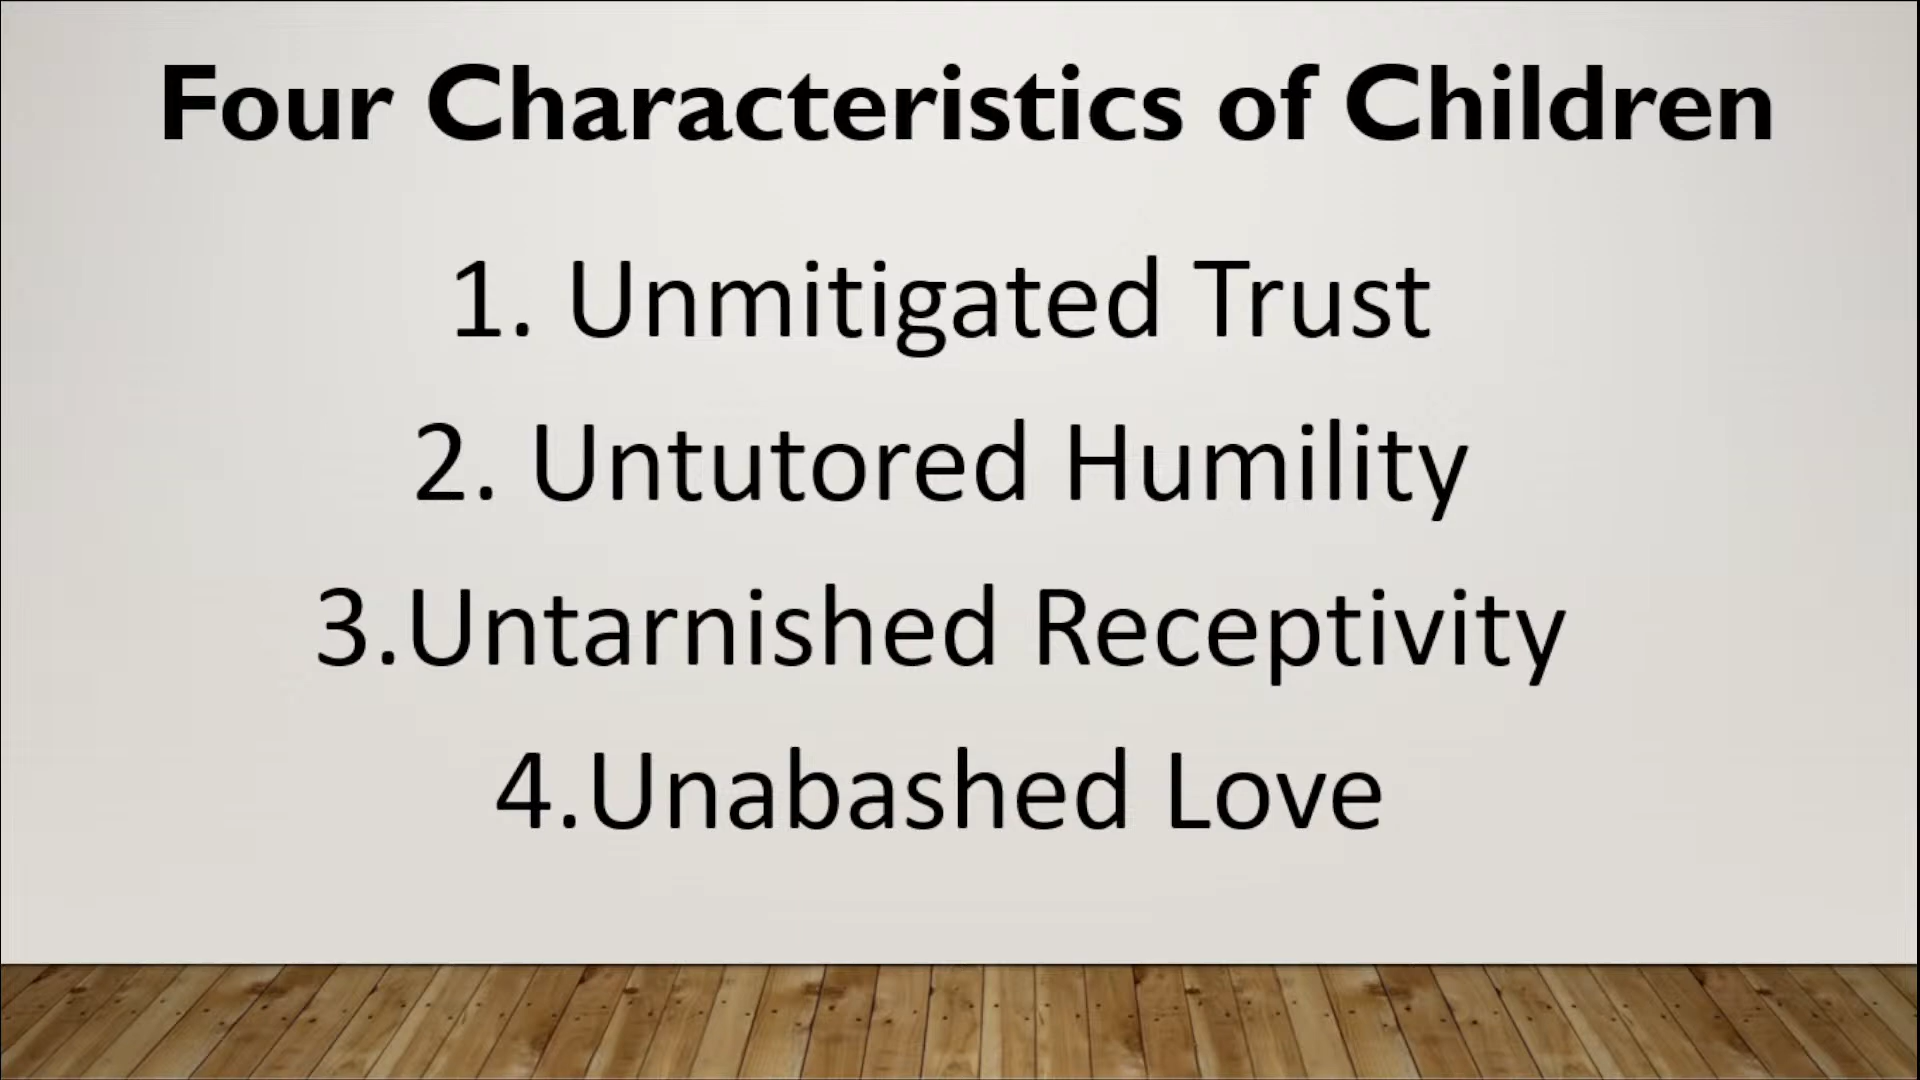 Four Characteristics of Children
1. Unmitigated Trust
2. Untutored Humility
3.Untarnished Receptivity
4.Unabashed Love